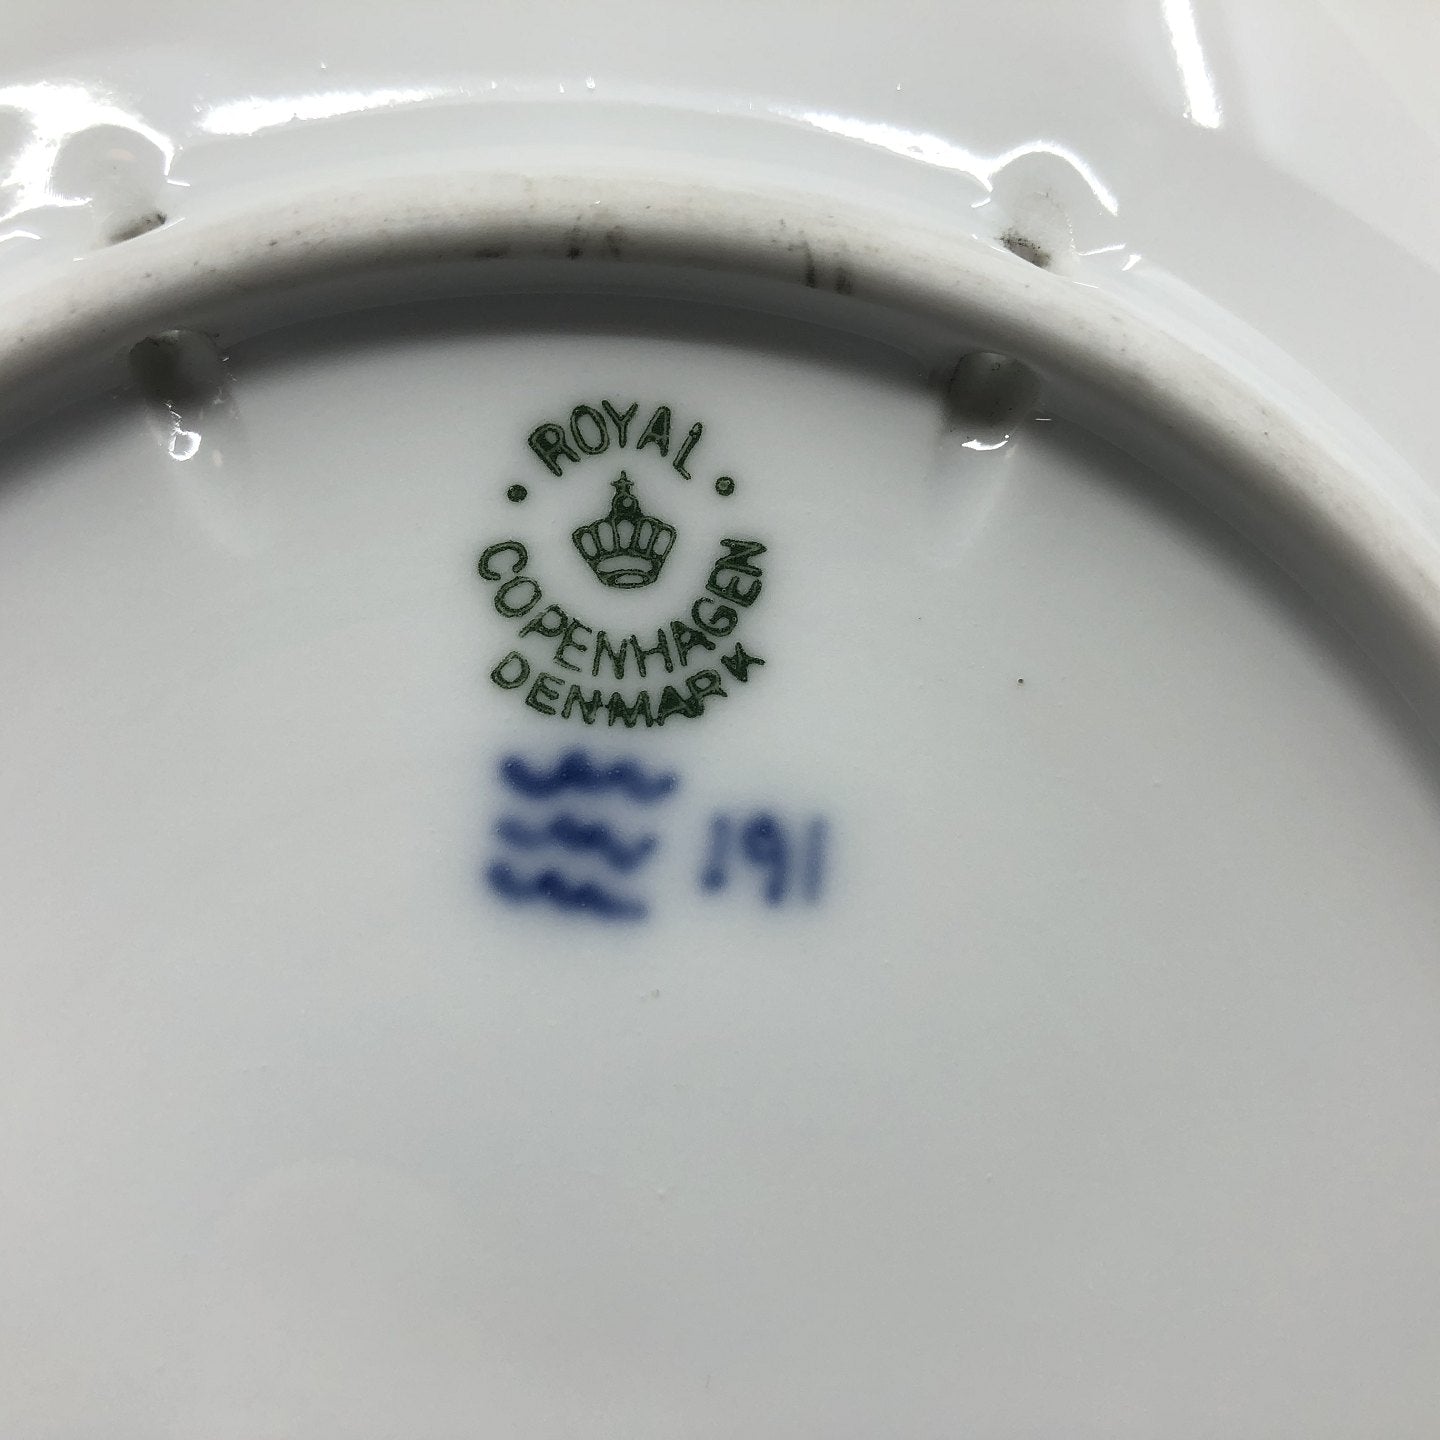 ROYAL
COPENHAGEN
DENMARK
191